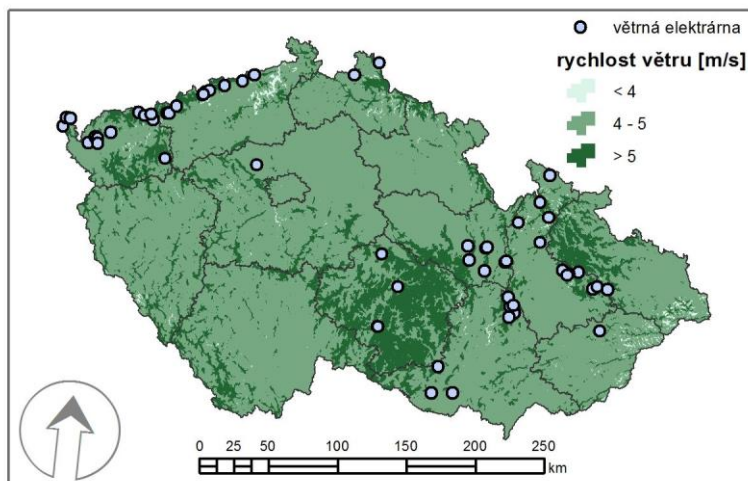 větrná elektrárna
rychlost větru [m/s]
< 4
4 - 5
> 5
0 25 50 100 150 200 250
km